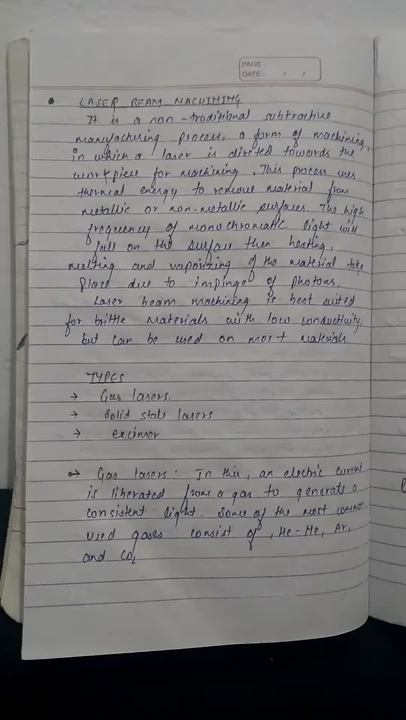 PAGE
DATE : / /
• LASER BEAM MACHINING
It is a non-traditional subtractive
manufacturing process, a form of machining,
in which a laser is directed towards the
workpiece for machining. This process uses
thermal energy to remove material from
metallic or non-metallic surfaces. The high
frequency of monochromatic light will
fall on the surface then heating,
melting and vaporizing of the material take
place due to impinge of photons.
Laser beam machining is best suited
for brittle materials with low conductivity,
but can be used on most materials.
TYPES
→ Gas lasers
→ Solid state lasers
→ excimer
⇒ Gas lasers : In this, an electric current
is liberated from a gas to generate a
consistent light. Some of the most common
used gases consist of , He-Ne, Ar,
and CO2